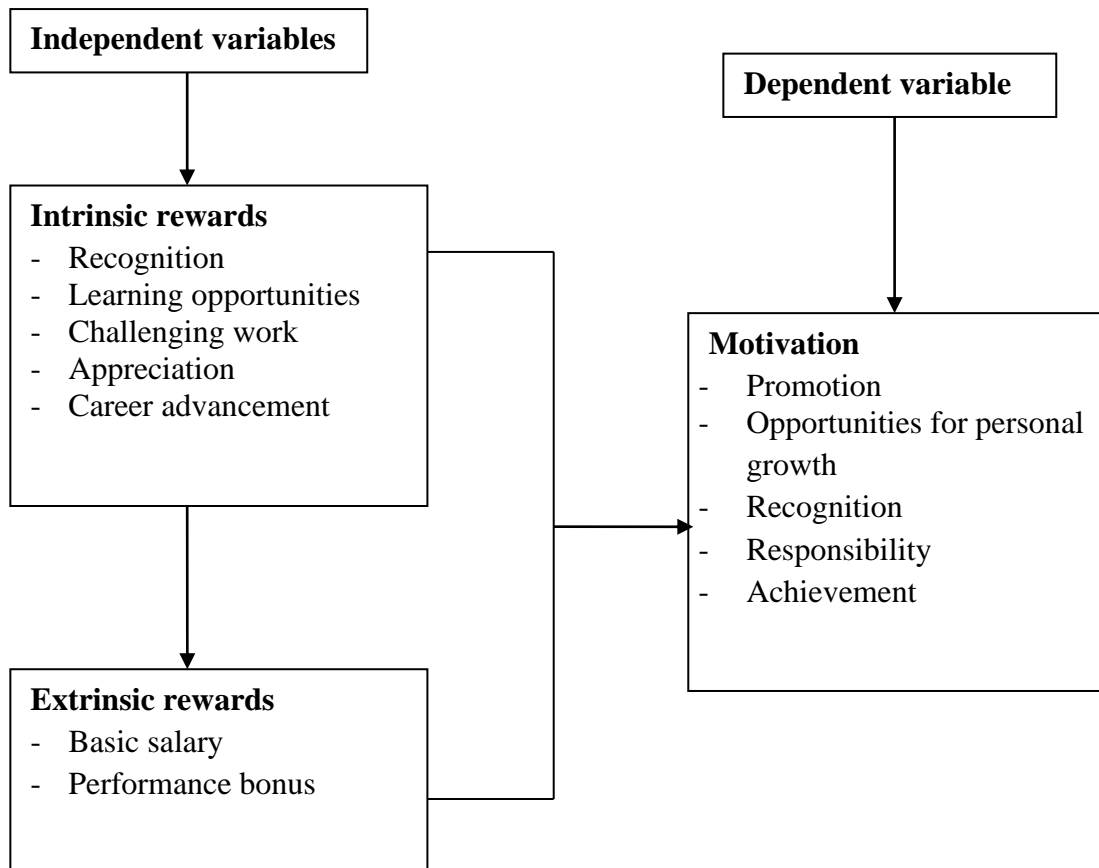 Independent variables
Dependent variable
Intrinsic rewards
- Recognition
- Learning opportunities
- Challenging work
- Appreciation
- Career advancement
Motivation
- Promotion
- Opportunities for personal
growth
- Recognition
- Responsibility
- Achievement
Extrinsic rewards
- Basic salary
- Performance bonus